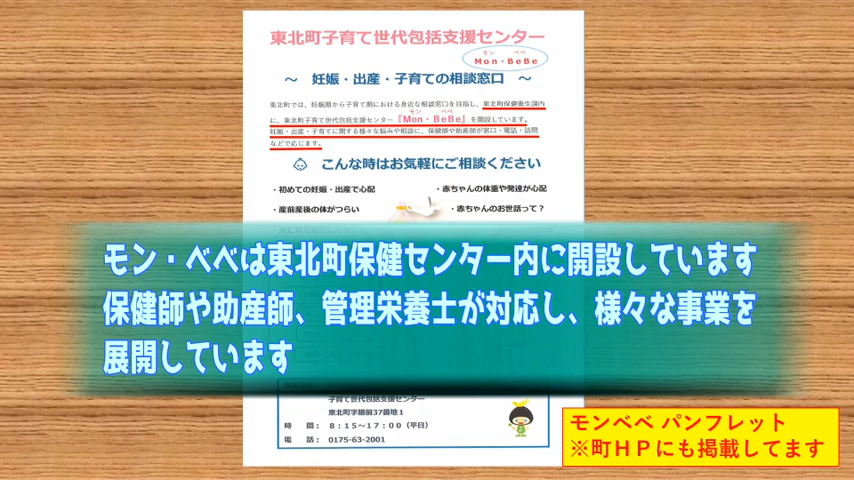 東北町子育て世代包括支援センター
モン べべ
Mon・BeBe
～ 妊娠・出産・子育ての相談窓口 ～
東北町では、妊娠期から子育て期における身近な相談窓口を目指し、東北町保健衛生課内
モン べべ
に、東北町子育て世代包括支援センター『Mon・BeBe』を開設しています。
妊娠・出産・子育てに関する様々な悩みや相談に、保健師や助産師が窓口・電話・訪問
などで応じます。
こんな時はお気軽にご相談ください
・初めての妊娠・出産で心配 ・赤ちゃんの体重や発達が心配
・産前産後の体がつらい ・赤ちゃんのお世話って？
モン・べべは東北町保健センター内に開設しています
保健師や助産師、管理栄養士が対応し、様々な事業を
展開しています
子育て世代包括支援センター
東北町字塔ノ沢山
時 間： 8：15～17：00（平日）
電 話： 0175-63-2001
モンべべ パンフレット
※町ＨＰにも掲載してます